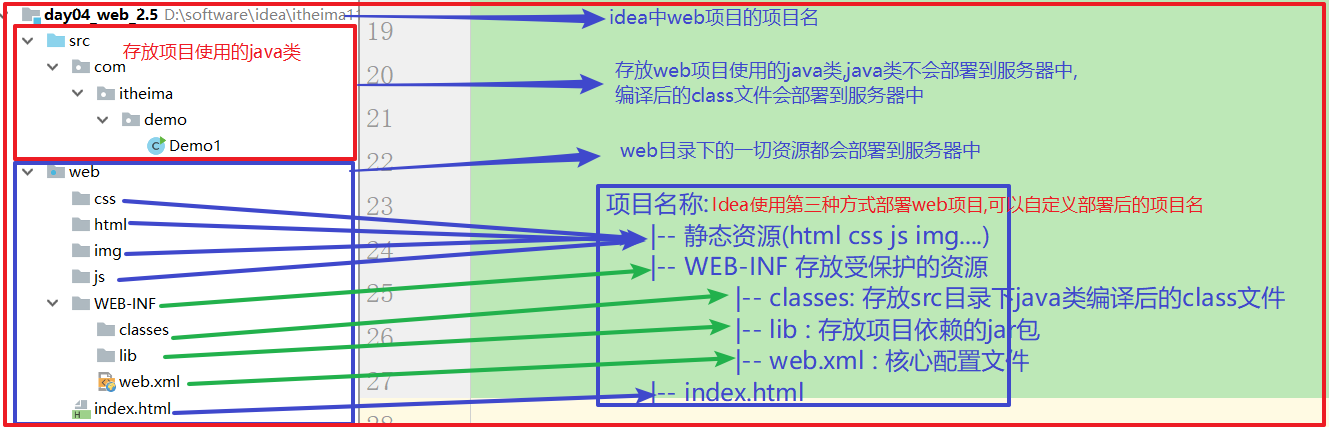 day04_web_2.5 D:\software\idea\itheima11
idea中web项目的项目名
19
src
存放项目使用的java类
com
存放web项目使用的java类,java类不会部署到服务器中,
20
编译后的class文件会部署到服务器中
itheima
demo
21
Demo1
web目录下的一切资源都会部署到服务器中
22
web
css
项目名称:Idea使用第三种方式部署web项目,可以自定义部署后的项目名
23
html
|-- 静态资源(html css js img....)
img
24
|-- WEB-INF 存放受保护的资源
js
25
WEB-INF
|-- classes: 存放src目录下java类编译后的class文件
classes
|-- lib : 存放项目依赖的jar包
26
lib
|-- web.xml : 核心配置文件
web.xml
27
|-- index.html
index.html
28